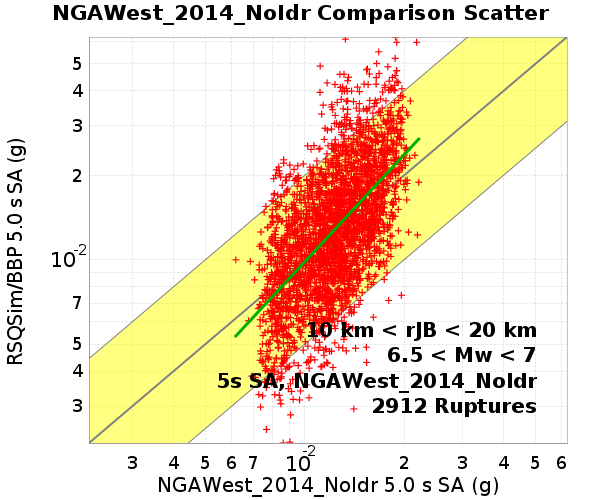 NGAWest_2014_NoIdr Comparison Scatter
RSQSim/BBP 5.0 s SA (g)
5
4
3
2
10-2
7
5
4
3
10 km < rJB < 20 km
6.5 < Mw < 7
5s SA, NGAWest_2014_NoIdr
2912 Ruptures
3 4 5 6 7 10-2 2 3 4 5 6
NGAWest_2014_NoIdr 5.0 s SA (g)